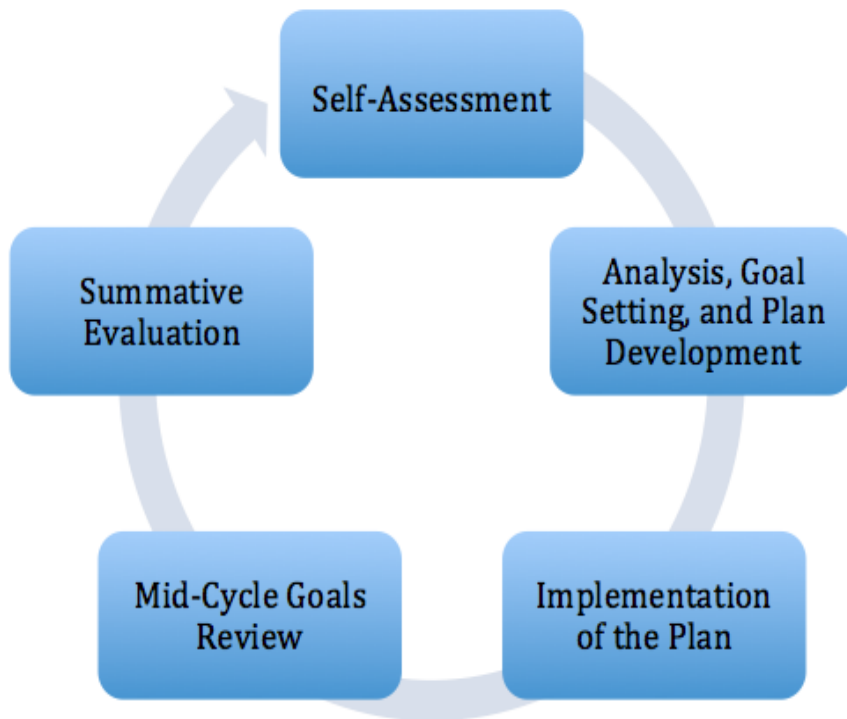 Self-Assessment
Analysis, Goal
Setting, and Plan
Development
Implementation
of the Plan
Mid-Cycle Goals
Review
Summative
Evaluation